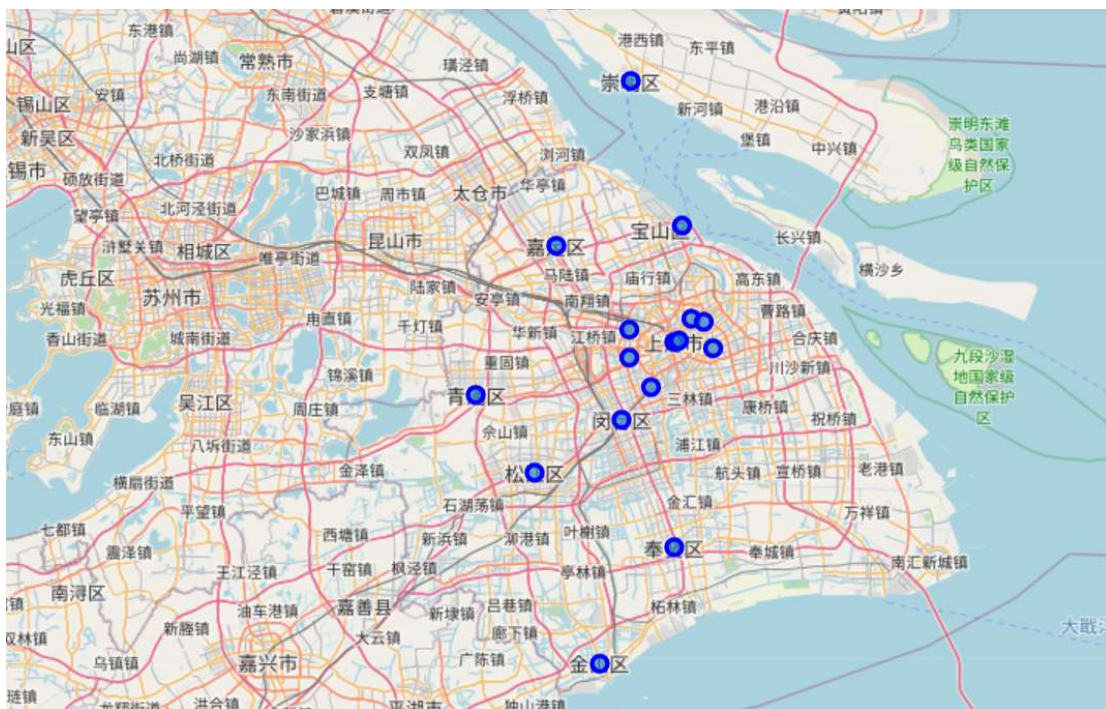 港西镇
东平镇
东港镇
山区
尚湖镇
常熟市
璜泾镇
崇
区
安镇
锡山区
东南街道
支塘镇
浮桥镇
新河镇
港沿镇
新吴区
沙家浜镇
堡镇
中兴镇
崇明东滩
鸟类国家
级自然保
护区
锡市
北桥街道
双凤镇
浏河镇
硕放街道
巴城镇
周市镇
太仓市
华亭镇
望亭镇
北河泾街道
浒墅关镇
相城区
昆山市
嘉
区
宝山区
长兴镇
唯亭街道
马陆镇
庙行镇
高东镇
横沙乡
虎丘区
苏州市
陆家镇
安亭镇
南翔镇
曹路镇
光福镇
甪直镇
千灯镇
华新镇
江桥镇
上
市
合庆镇
香山街道
城南街道
重固镇
川沙新镇
九段沙湿
地国家级
自然保护
区
锦溪镇
青
区
三林镇
康桥镇
祝桥镇
庭镇
临湖镇
吴江区
周庄镇
佘山镇
闵
区
东山镇
八坼街道
金泽镇
浦江镇
松
区
航头镇
宣桥镇
老港镇
横扇街道
平望镇
石湖荡镇
金汇镇
万祥镇
七都镇
震泽镇
西塘镇
新浜镇
泖港镇
叶榭镇
奉
区
奉城镇
南汇新城镇
王江泾镇
干窑镇
枫泾镇
亭林镇
南浔区
油车港镇
嘉善县
新埭镇
吕巷镇
柘林镇
双林镇
新塍镇
大云镇
廊下镇
大戢
乌镇镇
嘉兴市
广陈镇
金
区
琏镇
洪合镇
平湖市
独山港镇